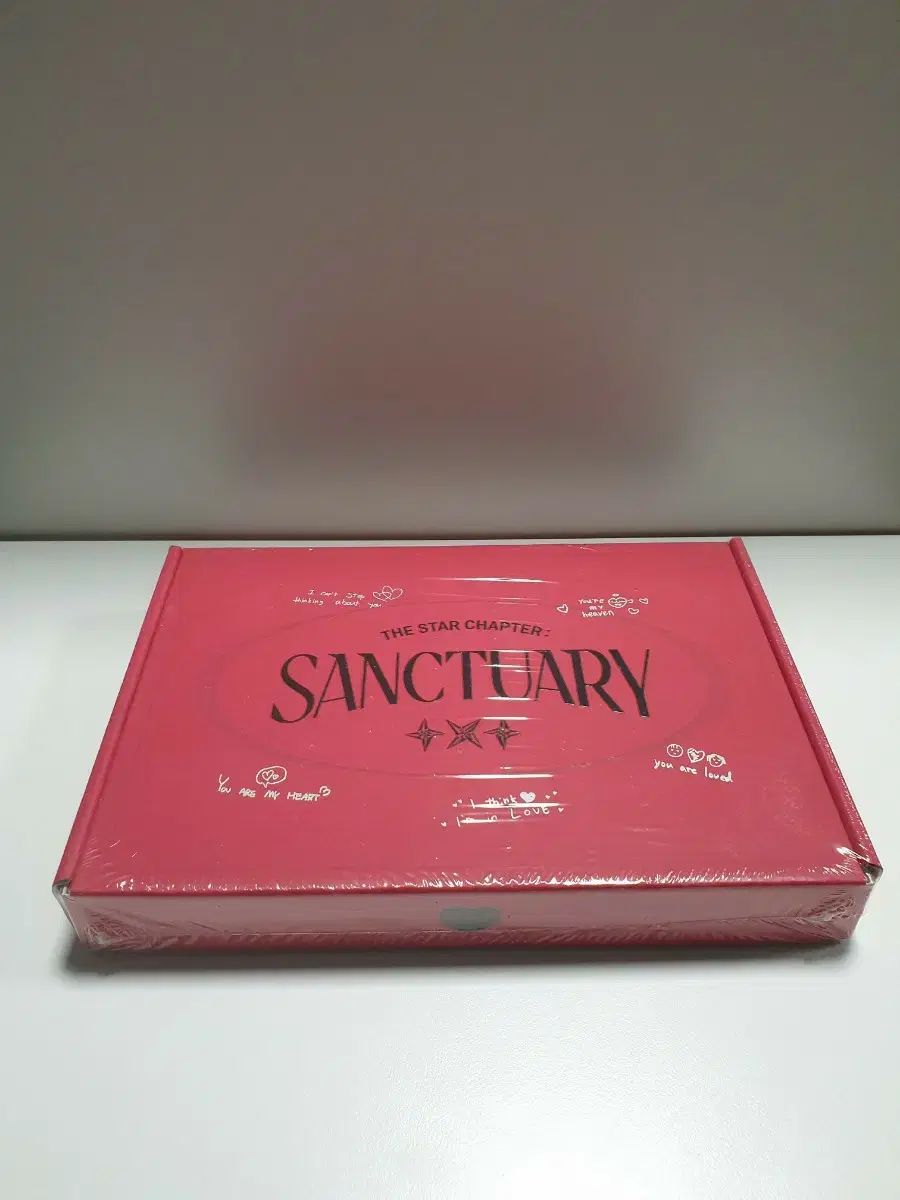 I can't stop
thinking about you
you're
my
heaven
THE STAR CHAPTER:
SANCTUARY
you are loved
YOU ARE MY HEART
I think
I'm in LOVE